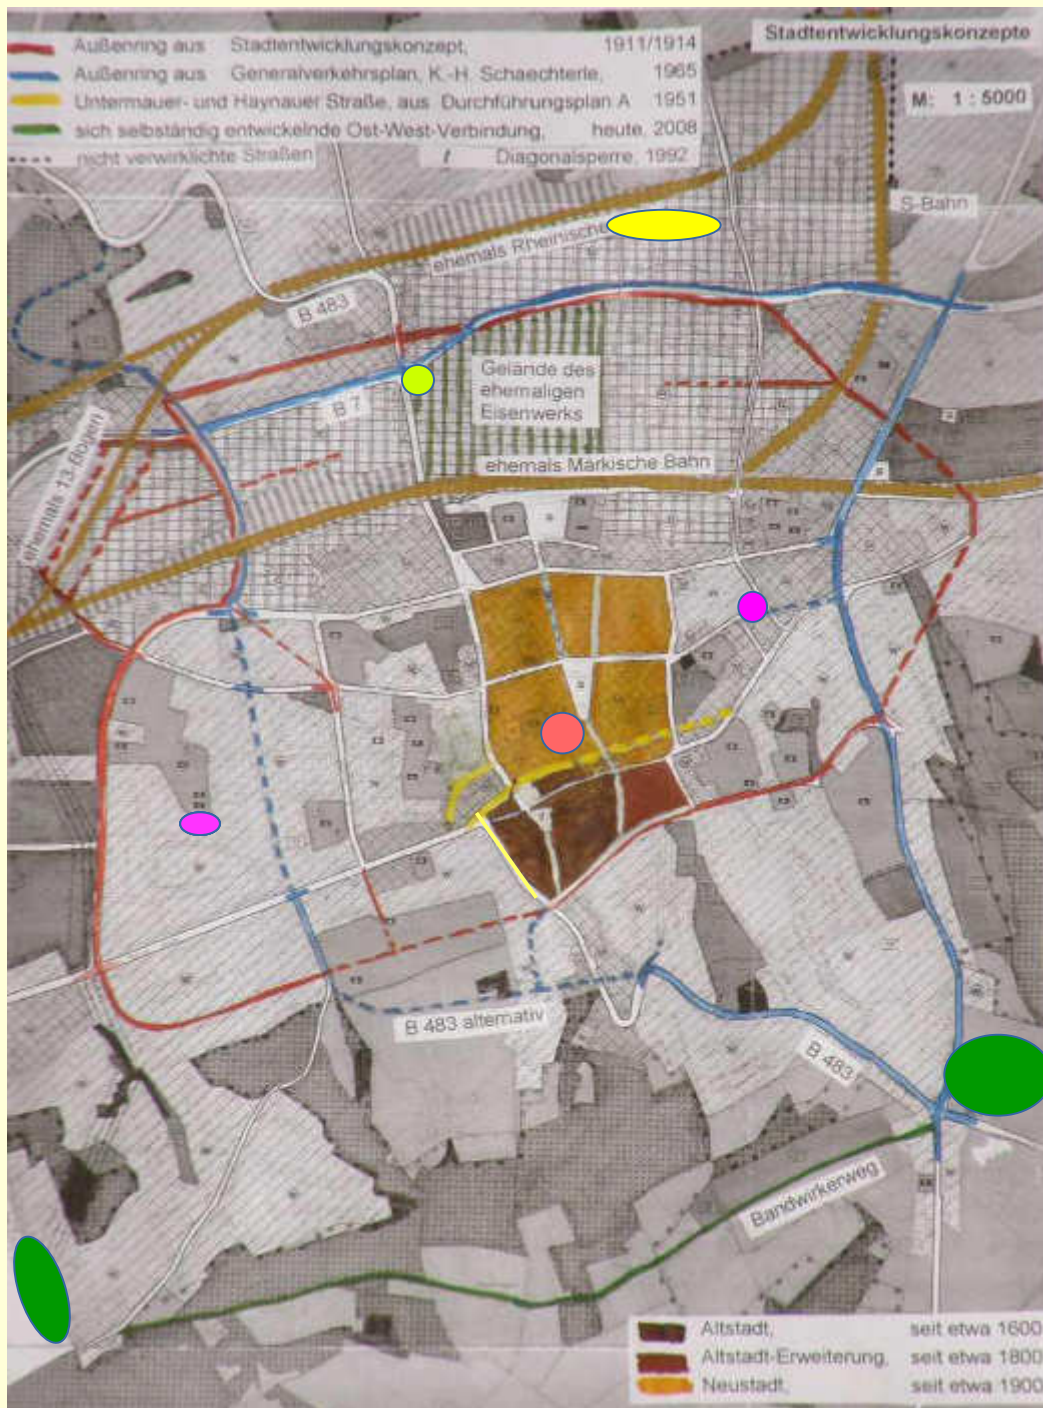 Außenring aus Stadtentwicklungskonzept, 1911/1914
Außenring aus Generalverkehrsplan, K.-H. Schaechterle, 1965
Untermauer- und Haynauer Straße, aus Durchführungsplan A 1951
sich selbständig entwickelnde Ost-West-Verbindung, heute, 2008
nicht verwirklichte Straßen / Diagonalsperre, 1992
Stadtentwicklungskonzepte
M: 1 : 5000
S-Bahn
ehemals Rheinische
B 483
Gelände des
ehemaligen
Eisenwerks
B 7
ehemals 13 Bogen
ehemals Märkische Bahn
B 483 alternativ
B 483
Bandwirkerweg
Altstadt, seit etwa 1600
Altstadt-Erweiterung, seit etwa 1800
Neustadt, seit etwa 1900